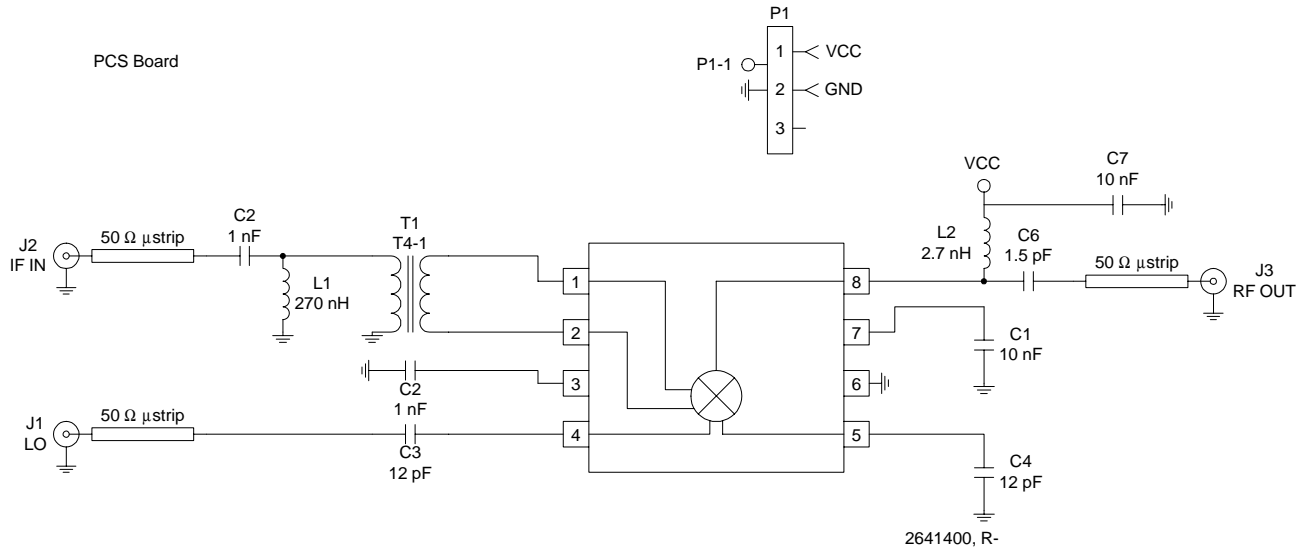 P1
PCS Board
1
VCC
P1-1
2
GND
3
VCC
C7
10 nF
J2
IF IN
50 Ω µstrip
C2
1 nF
L1
270 nH
T1
T4-1
L2
2.7 nH
C6
1.5 pF
50 Ω µstrip
J3
RF OUT
1
2
3
4
8
7
6
5
C1
10 nF
C2
1 nF
J1
LO
50 Ω µstrip
C3
12 pF
C4
12 pF
2641400, R-